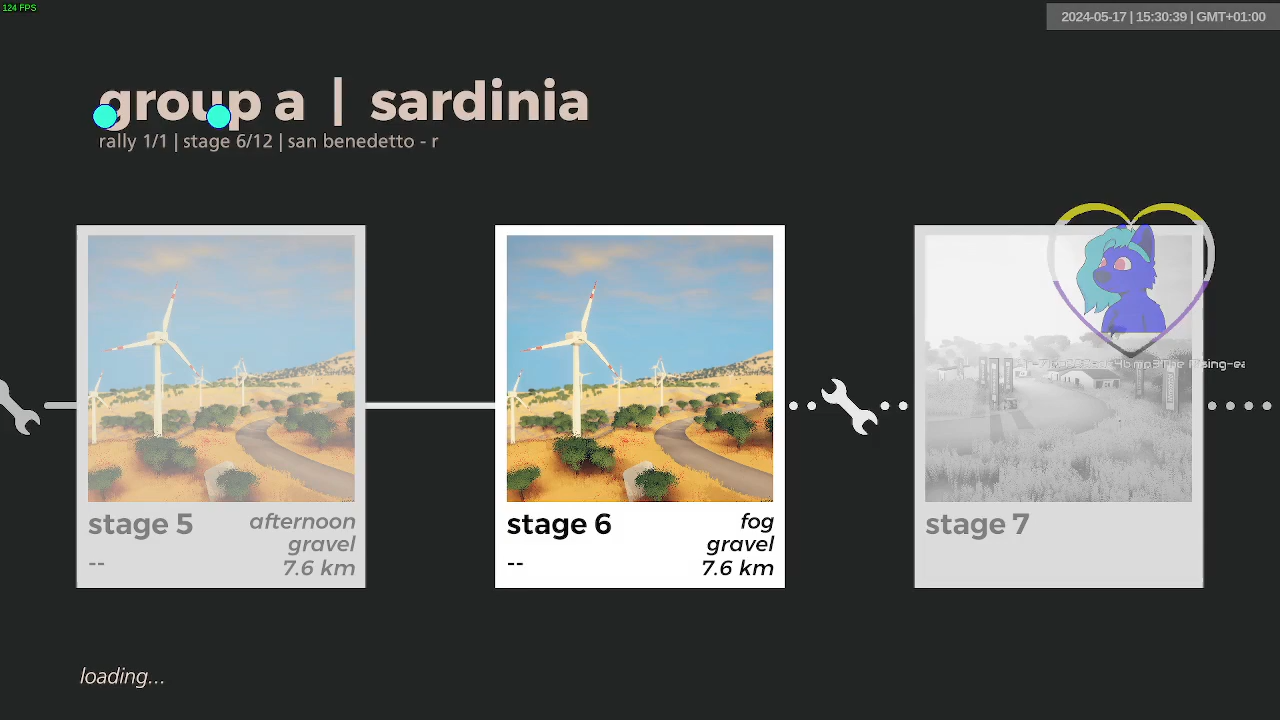 124 FPS
2024-05-17 | 15:30:39 | GMT+01:00
group a | sardinia
rally 1/1 | stage 6/12 | san benedetto - r
stage 5
afternoon
gravel
--
7.6 km
stage 6
fog
gravel
--
7.6 km
stage 7
loading...